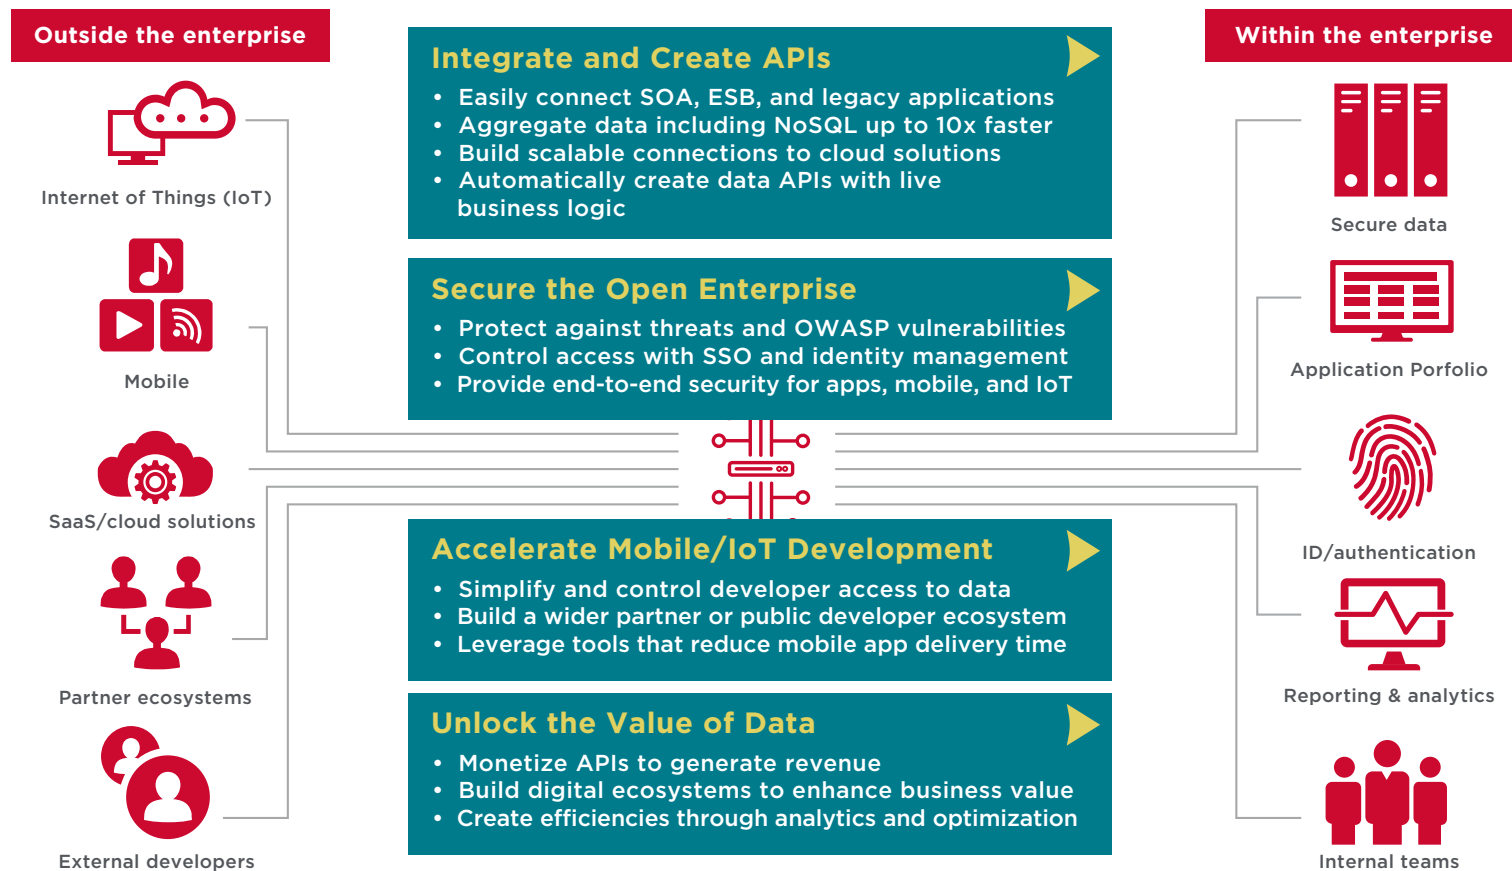 Outside the enterprise
Internet of Things (IoT)
Mobile
SaaS/cloud solutions
Partner ecosystems
External developers
Integrate and Create APIs
• Easily connect SOA, ESB, and legacy applications
• Aggregate data including NoSQL up to 10x faster
• Build scalable connections to cloud solutions
• Automatically create data APIs with live
business logic
Secure the Open Enterprise
• Protect against threats and OWASP vulnerabilities
• Control access with SSO and identity management
• Provide end-to-end security for apps, mobile, and IoT
Accelerate Mobile/IoT Development
• Simplify and control developer access to data
• Build a wider partner or public developer ecosystem
• Leverage tools that reduce mobile app delivery time
Unlock the Value of Data
• Monetize APIs to generate revenue
• Build digital ecosystems to enhance business value
• Create efficiencies through analytics and optimization
Within the enterprise
Secure data
Application Porfolio
ID/authentication
Reporting & analytics
Internal teams